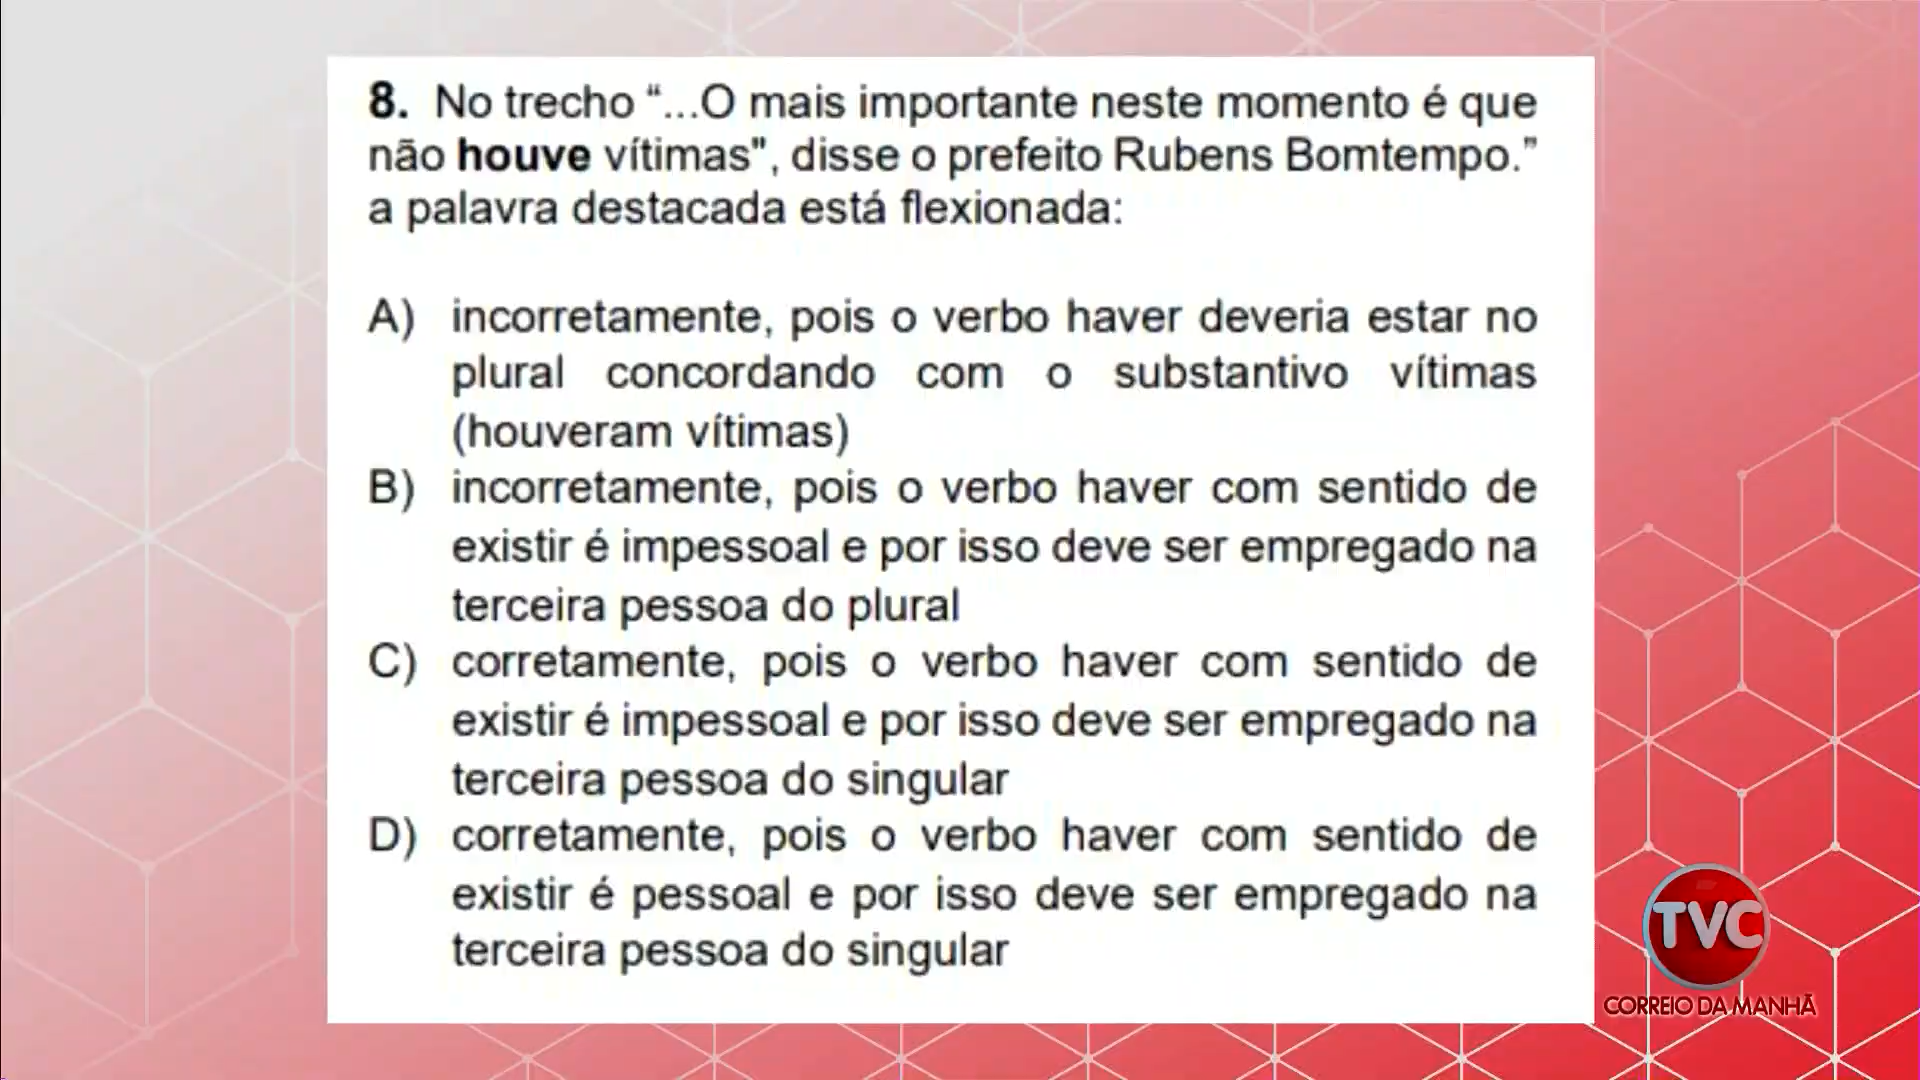 8. No trecho “...O mais importante neste momento é que
não houve vítimas", disse o prefeito Rubens Bomtempo.”
a palavra destacada está flexionada:
A) incorretamente, pois o verbo haver deveria estar no
plural concordando com o substantivo vítimas
(houveram vítimas)
B) incorretamente, pois o verbo haver com sentido de
existir é impessoal e por isso deve ser empregado na
terceira pessoa do plural
C) corretamente, pois o verbo haver com sentido de
existir é impessoal e por isso deve ser empregado na
terceira pessoa do singular
D) corretamente, pois o verbo haver com sentido de
existir é pessoal e por isso deve ser empregado na
terceira pessoa do singular
TVC
CORREIO DA MANHÃ